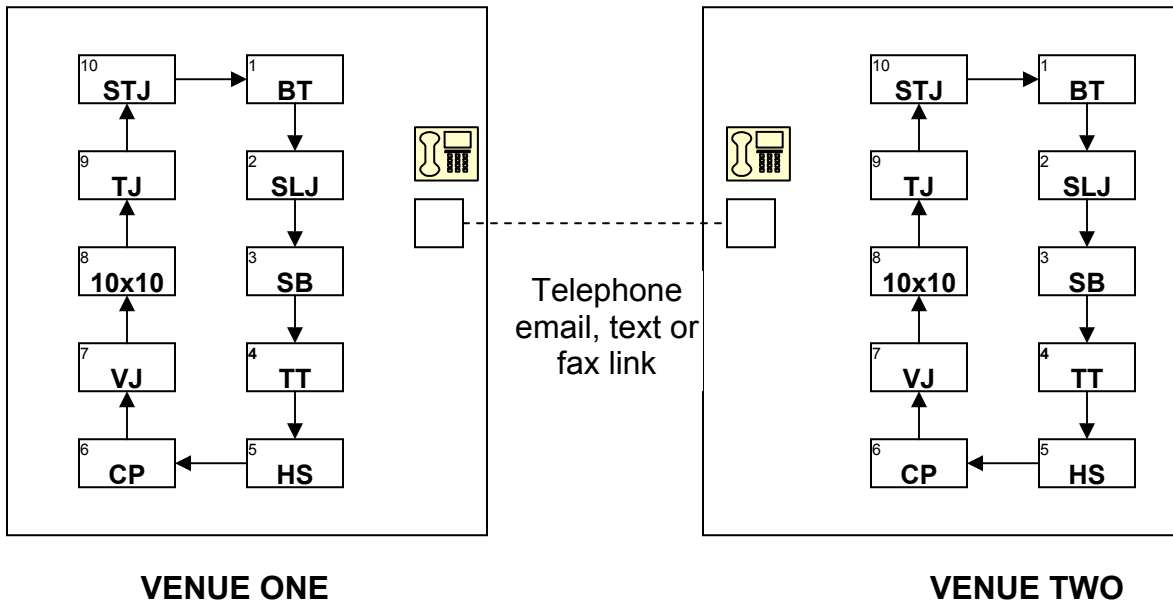 10
STJ
1
BT
9
TJ
2
SLJ
8
10x10
3
SB
7
VJ
4
TT
6
CP
5
HS
Telephone
email, text or
fax link
10
STJ
1
BT
9
TJ
2
SLJ
8
10x10
3
SB
7
VJ
4
TT
6
CP
5
HS
VENUE ONE
VENUE TWO